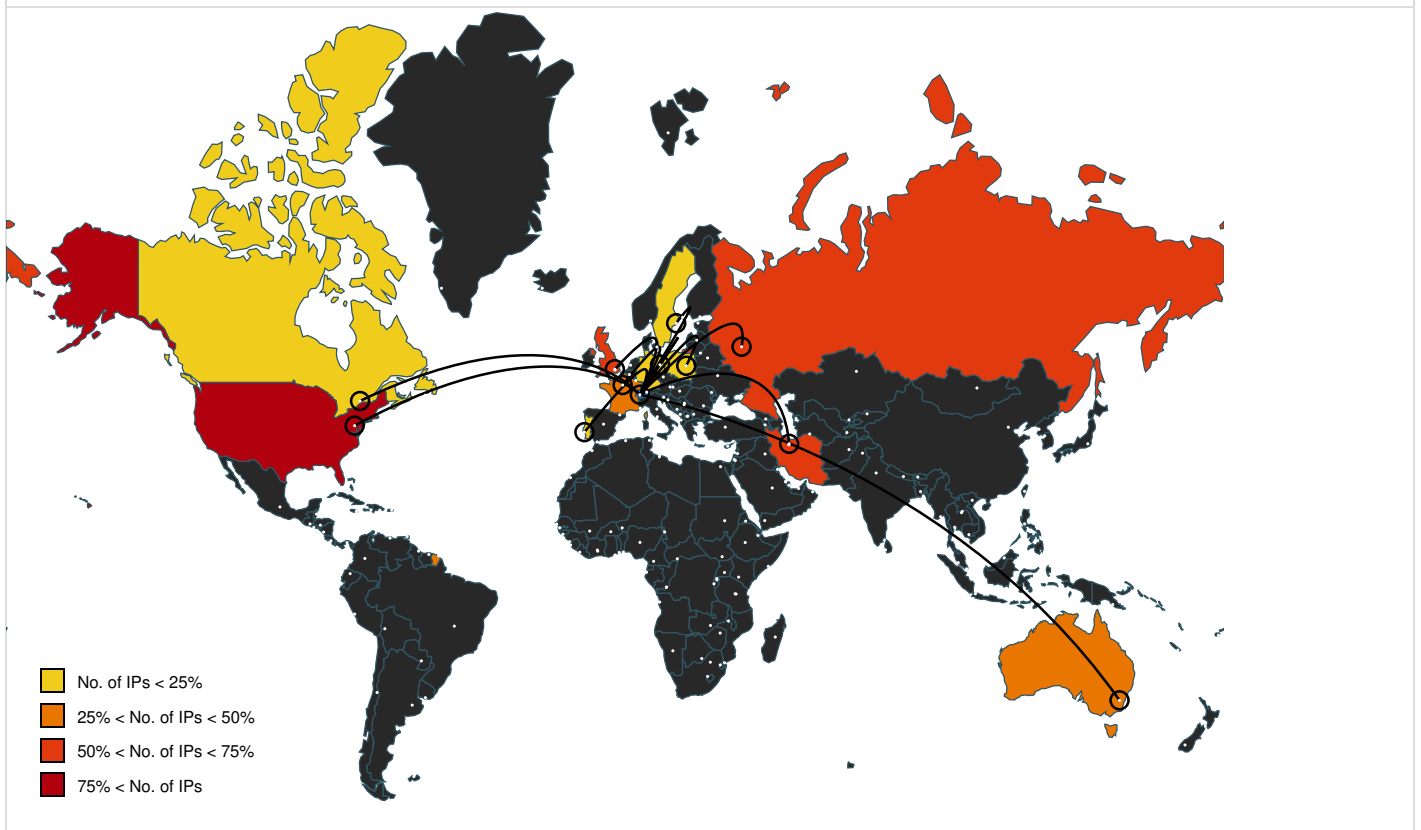 No. of IPs < 25%
25% < No. of IPs < 50%
50% < No. of IPs < 75%
75% < No. of IPs